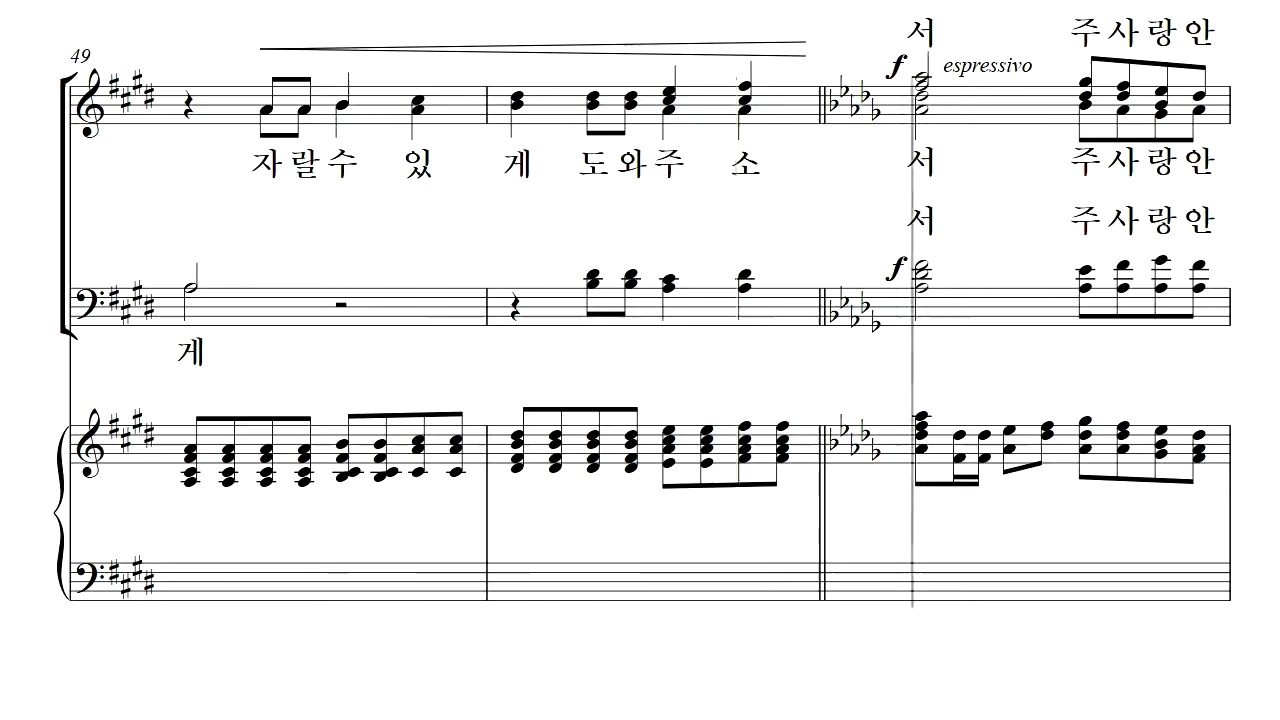 서 주 사 랑 안
49
f espressivo
자 랄 수 있 게 도 와 주 소 서 주 사 랑 안
서 주 사 랑 안
f
게